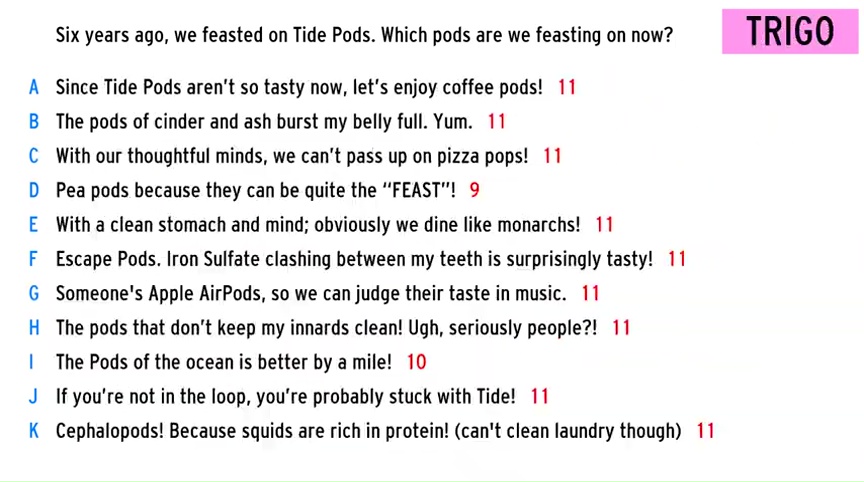 Six years ago, we feasted on Tide Pods. Which pods are we feasting on now?
TRIGO
A Since Tide Pods aren't so tasty now, let's enjoy coffee pods! 11
B The pods of cinder and ash burst my belly full. Yum. 11
C With our thoughtful minds, we can't pass up on pizza pops! 11
D Pea pods because they can be quite the “FEAST”! 9
E With a clean stomach and mind; obviously we dine like monarchs! 11
F Escape Pods. Iron Sulfate clashing between my teeth is surprisingly tasty! 11
G Someone's Apple AirPods, so we can judge their taste in music. 11
H The pods that don't keep my innards clean! Ugh, seriously people?! 11
I The Pods of the ocean is better by a mile! 10
J If you're not in the loop, you're probably stuck with Tide! 11
K Cephalopods! Because squids are rich in protein! (can't clean laundry though) 11